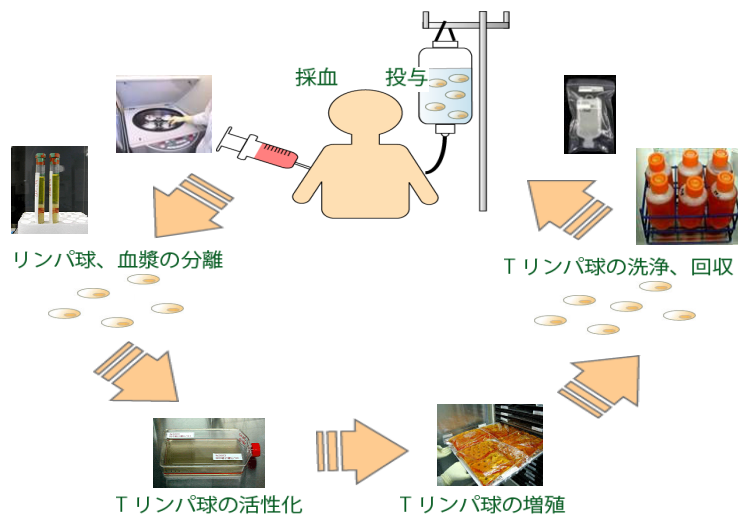 採血
投与
リンパ球、血漿の分離
Ｔリンパ球の洗浄、回収
Ｔリンパ球の活性化
Ｔリンパ球の増殖